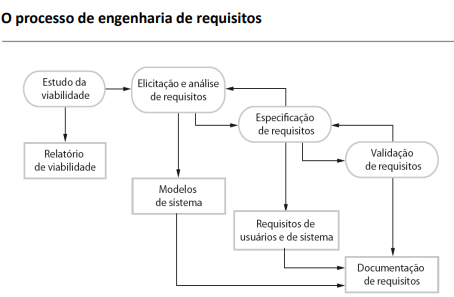 O processo de engenharia de requisitos
Estudo da
viabilidade
Elicitação e análise
de requisitos
Especificação
de requisitos
Validação
de requisitos
Relatório
de viabilidade
Modelos
de sistema
Requisitos de
usuários e de sistema
Documentação
de requisitos